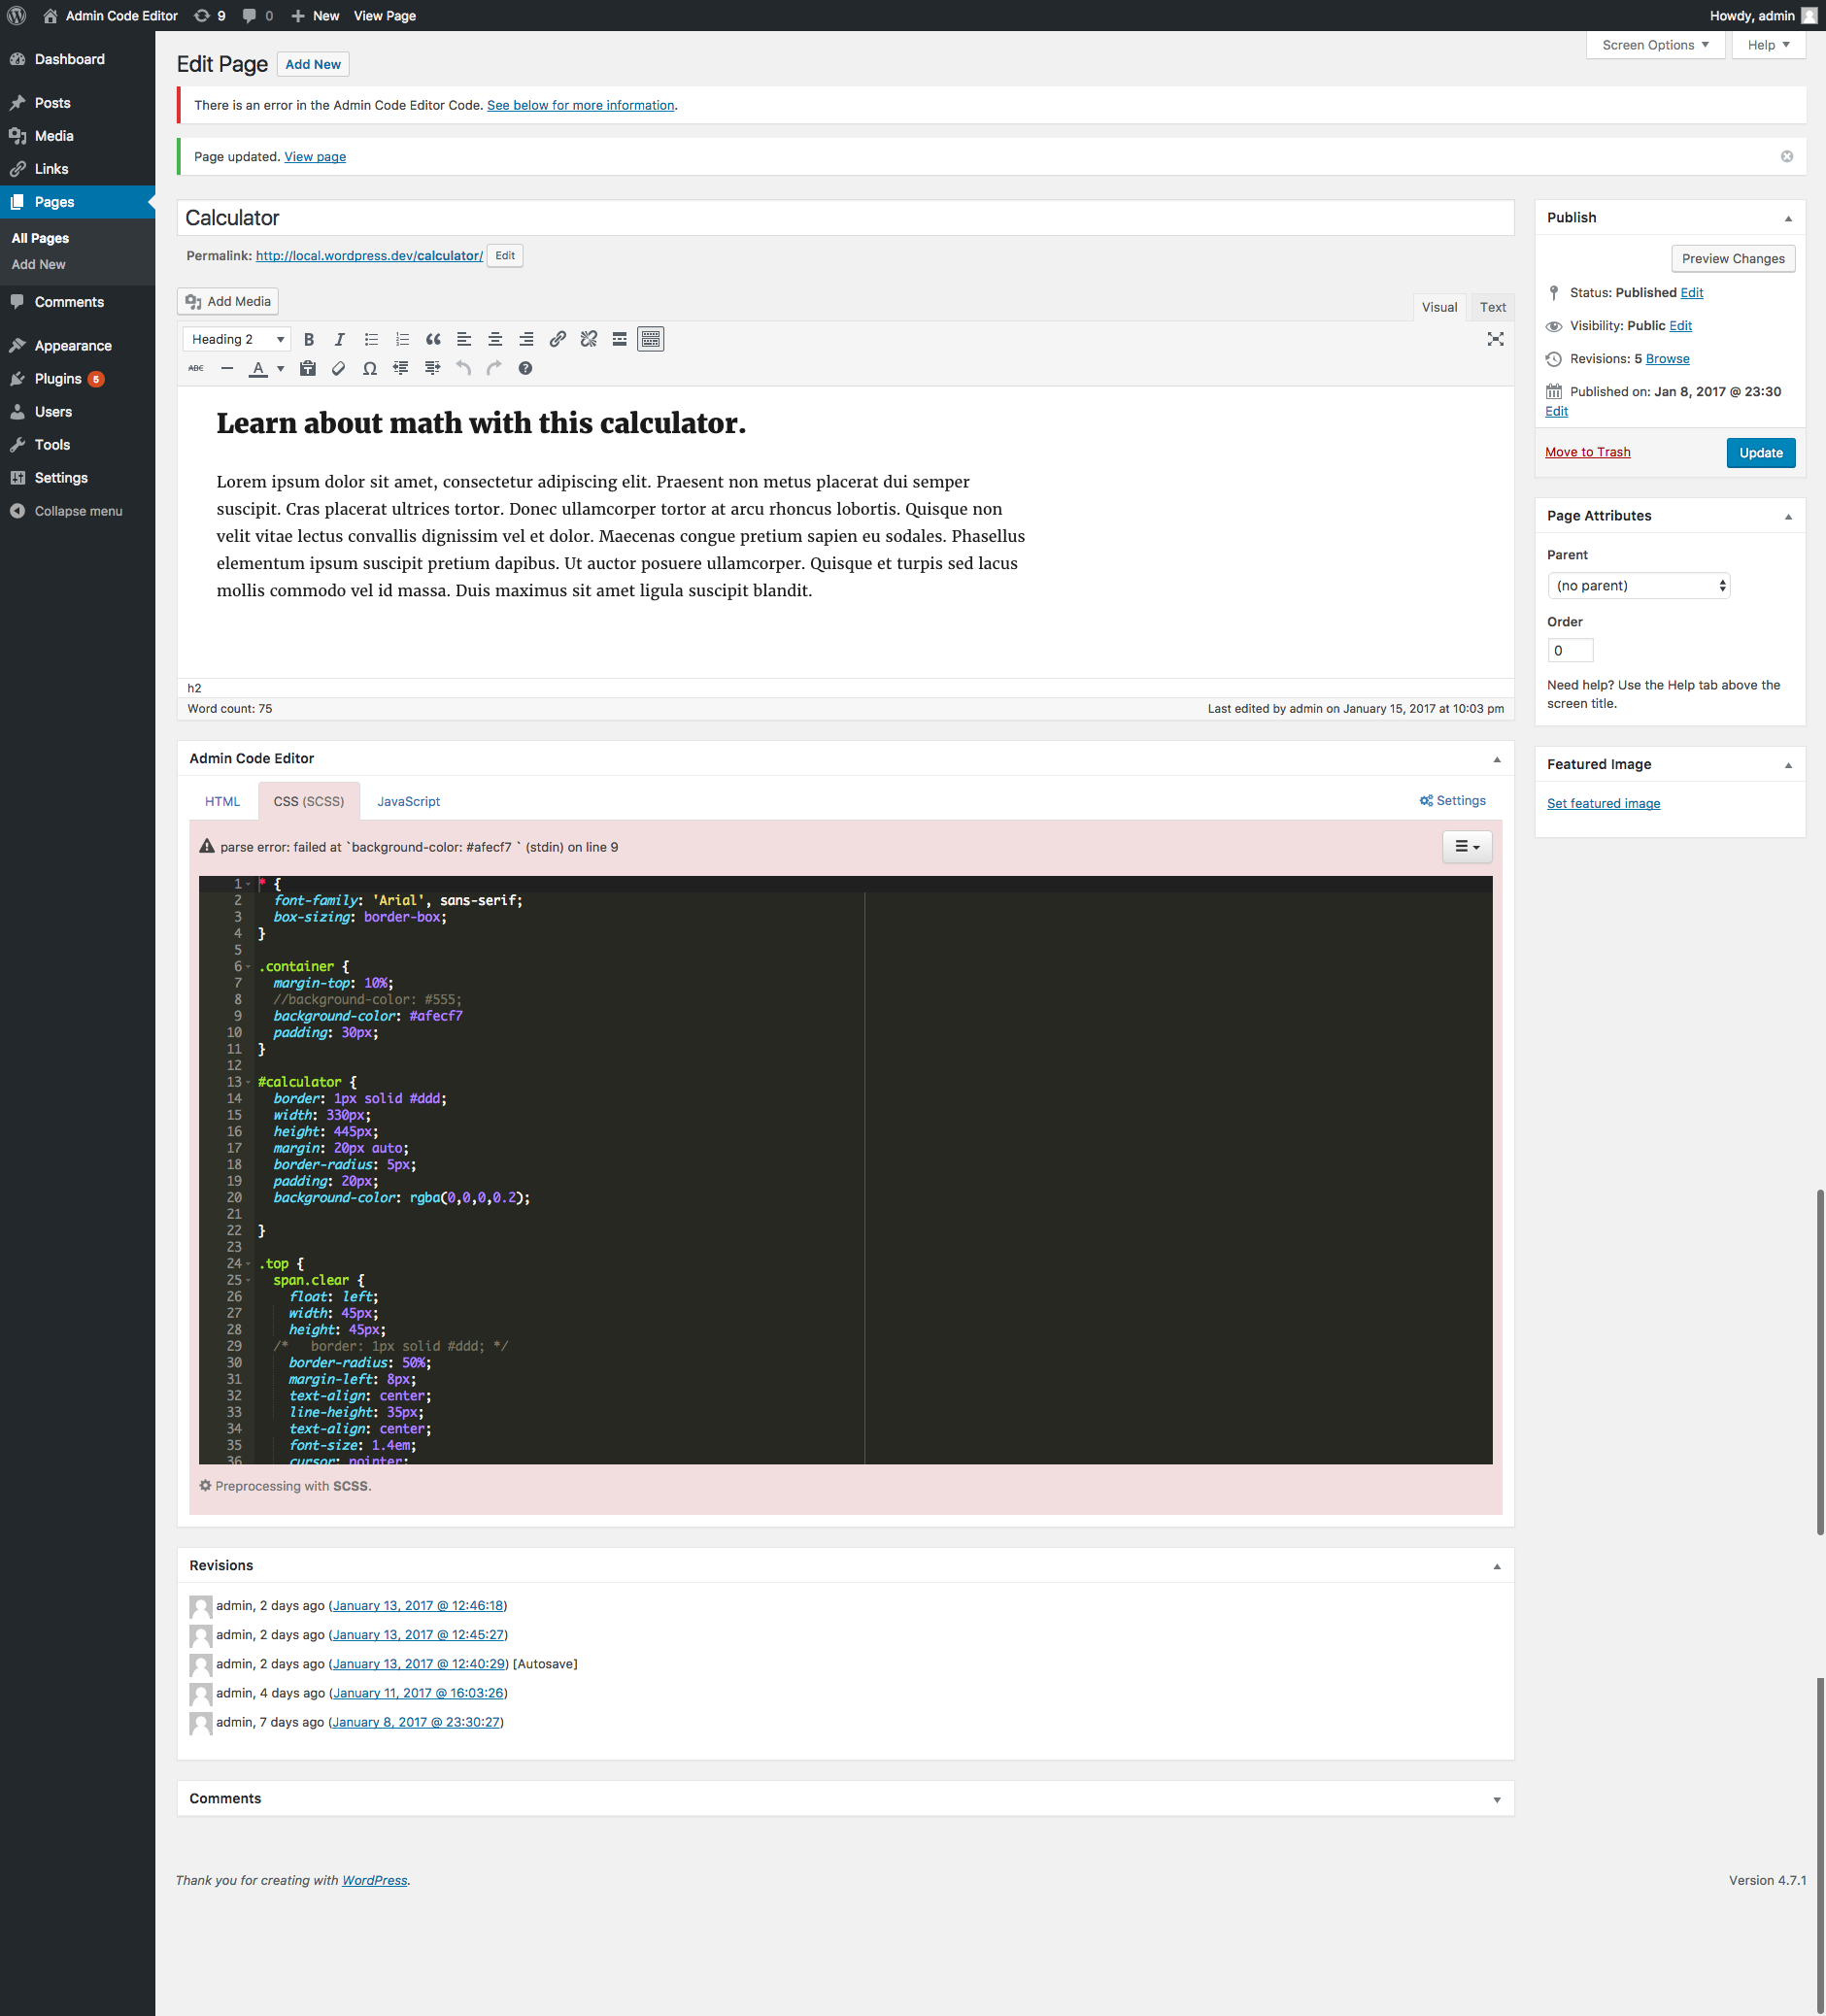 Admin Code Editor 9 0 New View Page Howdy, admin
Dashboard
Posts
Media
Links
Pages
All Pages
Add New
Comments
Appearance
Plugins 5
Users
Tools
Settings
Collapse menu
Screen Options Help
Edit Page Add New
There is an error in the Admin Code Editor Code. See below for more information.
Page updated. View page
Calculator
Permalink: http://local.wordpress.dev/calculator/ Edit
Add Media
Visual Text
Heading 2 B I
ABC A Ω
Learn about math with this calculator.
Lorem ipsum dolor sit amet, consectetur adipiscing elit. Praesent non metus placerat dui semper
suscipit. Cras placerat ultrices tortor. Donec ullamcorper tortor at arcu rhoncus lobortis. Quisque non
velit vitae lectus convallis dignissim vel et dolor. Maecenas congue pretium sapien eu sodales. Phasellus
elementum ipsum suscipit pretium dapibus. Ut auctor posuere ullamcorper. Quisque et turpis sed lacus
mollis commodo vel id massa. Duis maximus sit amet ligula suscipit blandit.
h2
Word count: 75 Last edited by admin on January 15, 2017 at 10:03 pm
Publish
Preview Changes
Status: Published Edit
Visibility: Public Edit
Revisions: 5 Browse
Published on: Jan 8, 2017 @ 23:30
Edit
Move to Trash Update
Page Attributes
Parent
(no parent)
Order
0
Need help? Use the Help tab above the
screen title.
Featured Image
Set featured image
Admin Code Editor
HTML CSS (SCSS) JavaScript Settings
parse error: failed at `background-color: #afecf7 ` (stdin) on line 9
1 * {
2 font-family: 'Arial', sans-serif;
3 box-sizing: border-box;
4 }
5
6 .container {
7 margin-top: 10%;
8 //background-color: #555;
9 background-color: #afecf7
10 padding: 30px;
11 }
12
13 #calculator {
14 border: 1px solid #ddd;
15 width: 330px;
16 height: 445px;
17 margin: 20px auto;
18 border-radius: 5px;
19 padding: 20px;
20 background-color: rgba(0,0,0,0.2);
21
22 }
23
24 .top {
25 span.clear {
26 float: left;
27 width: 45px;
28 height: 45px;
29 /* border: 1px solid #ddd; */
30 border-radius: 50%;
31 margin-left: 8px;
32 text-align: center;
33 line-height: 35px;
34 text-align: center;
35 font-size: 1.4em;
36 cursor: pointer;
Preprocessing with SCSS.
Revisions
admin, 2 days ago (January 13, 2017 @ 12:46:18)
admin, 2 days ago (January 13, 2017 @ 12:45:27)
admin, 2 days ago (January 13, 2017 @ 12:40:29) [Autosave]
admin, 4 days ago (January 11, 2017 @ 16:03:26)
admin, 7 days ago (January 8, 2017 @ 23:30:27)
Comments
Thank you for creating with WordPress. Version 4.7.1